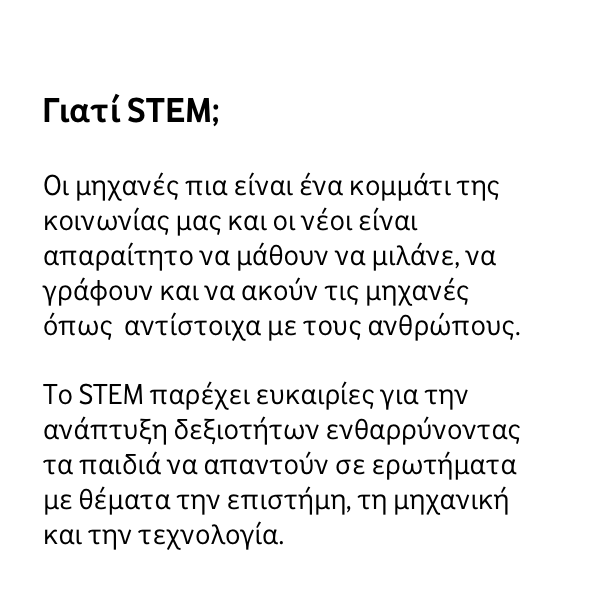 Γιατί STEM;
Οι μηχανές πια είναι ένα κομμάτι της
κοινωνίας μας και οι νέοι είναι
απαραίτητο να μάθουν να μιλάνε, να
γράφουν και να ακούν τις μηχανές
όπως  αντίστοιχα με τους ανθρώπους.
Το STEM παρέχει ευκαιρίες για την
ανάπτυξη δεξιοτήτων ενθαρρύνοντας
τα παιδιά να απαντούν σε ερωτήματα
με θέματα την επιστήμη, τη μηχανική
και την τεχνολογία.